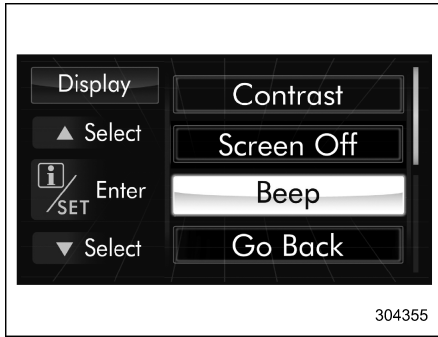 Display
▲ Select
i/SET Enter
▼ Select
Contrast
Screen Off
Beep
Go Back
304355